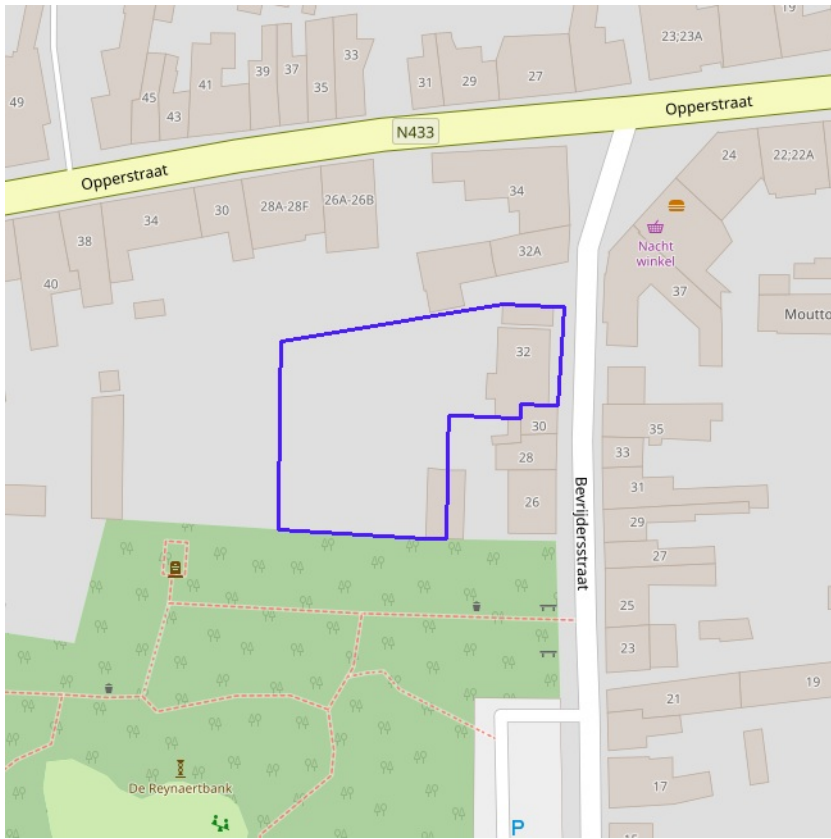 23;23A
19
33
39
37
41
35
45
43
49
31
29
27
Opperstraat
N433
Opperstraat
24
22;22A
34
26A-26B
28A-28F
30
34
38
40
32A
Nacht
winkel
37
Moutto
32
30
28
26
35
33
31
29
27
25
23
Bevrijdersstraat
21
19
17
De Reynaertbank
P